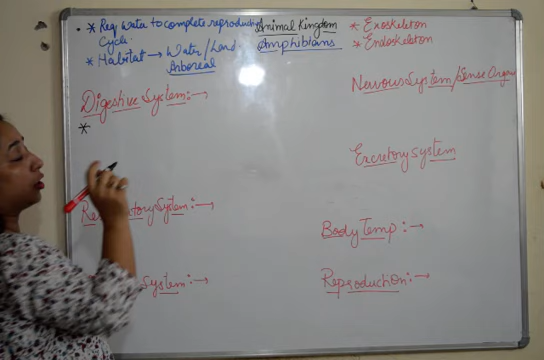 * Req Water to complete reproductive
Cycle.
* Habitat → Water/Land
Arboreal
Animal Kingdom
Amphibians
* Exoskeleton
* Endoskeleton
Digestive System:-→
*
Nervous System/Sense Organ
Excretory system
System:-→
Body Temp:-→
System:-→
Reproduction:-→